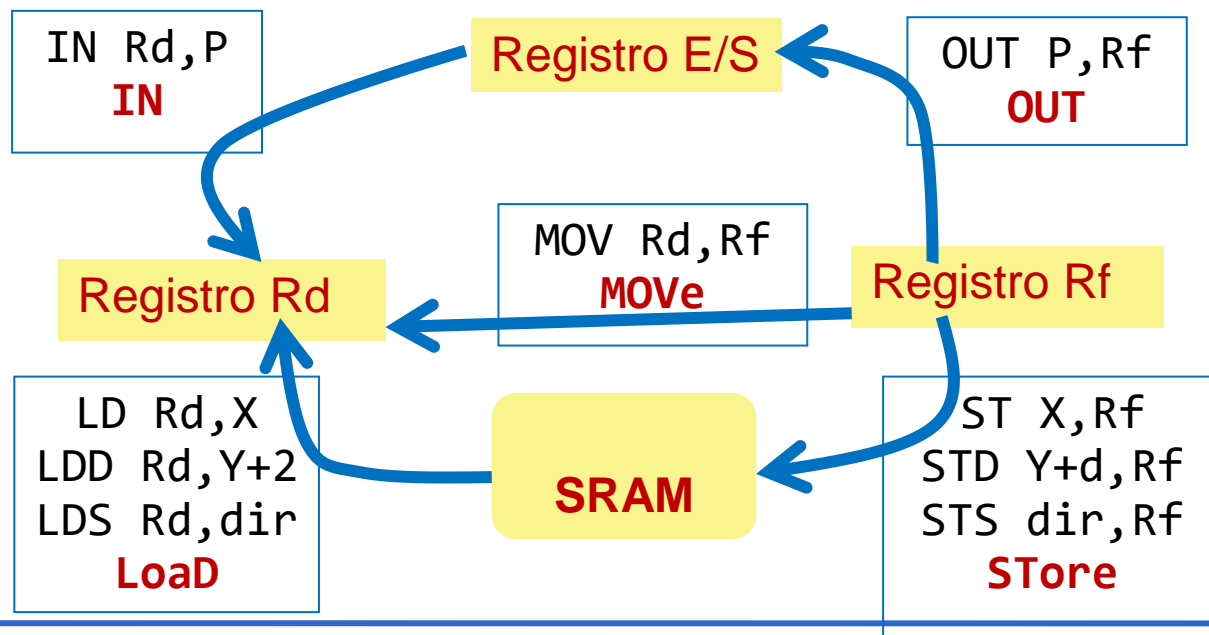 IN Rd,P
IN
Registro E/S
OUT P,Rf
OUT
MOV Rd,Rf
MOVe
Registro Rd
Registro Rf
LD Rd,X
LDD Rd,Y+2
LDS Rd,dir
LoaD
SRAM
ST X,Rf
STD Y+d,Rf
STS dir,Rf
STore